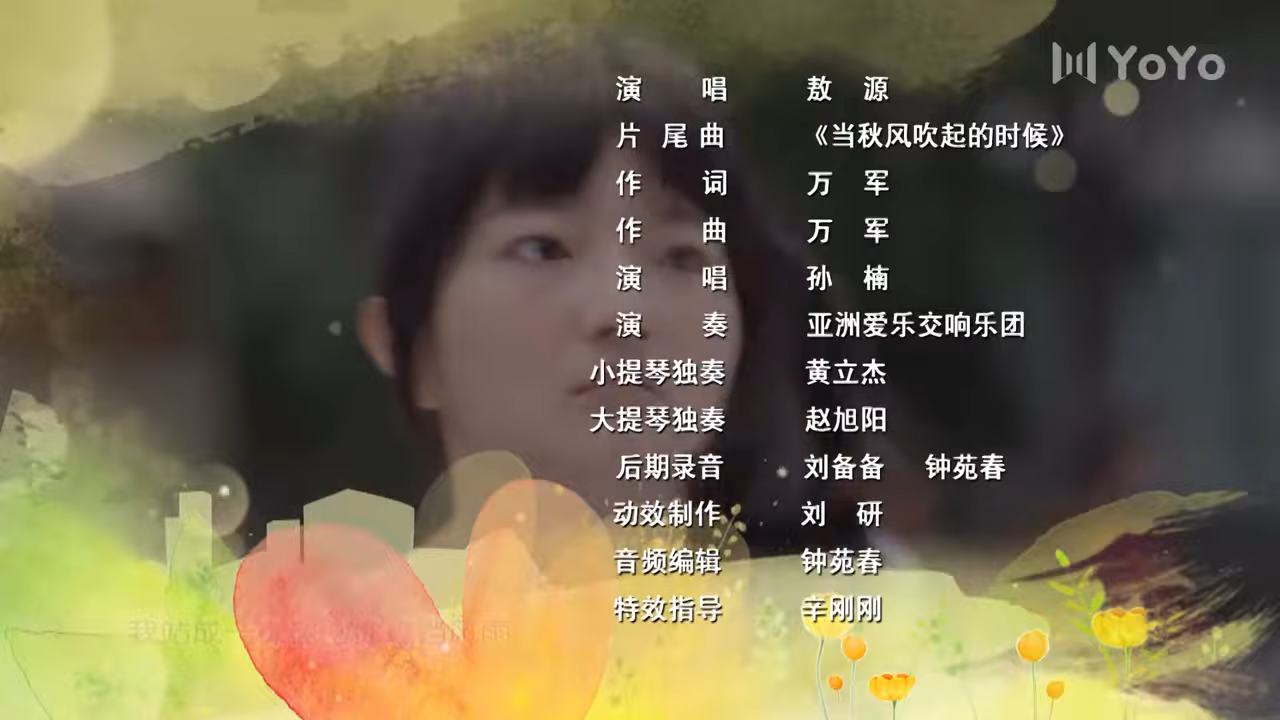 YoYo
演 唱 敖 源
片 尾 曲 《当秋风吹起的时候》
作 词 万 军
作 曲 万 军
演 唱 孙 楠
演 奏 亚洲爱乐交响乐团
小提琴独奏 黄立杰
大提琴独奏 赵旭阳
后期录音 刘备备 钟苑春
动效制作 刘 研
音频编辑 钟苑春
特效指导 辛刚刚